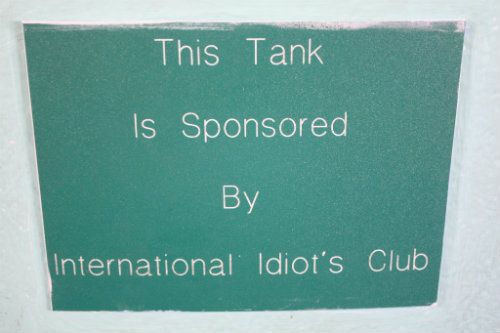 This Tank
Is Sponsored
By
International Idiot's Club